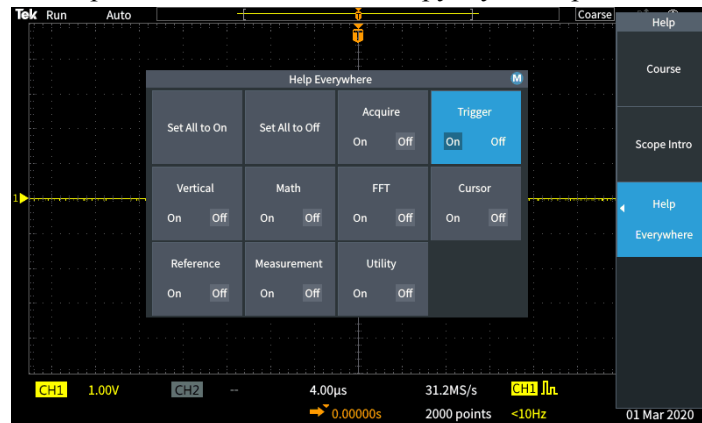 Tek Run Auto Coarse
Help
Help Everywhere M
Course
Set All to On Set All to Off Acquire Trigger
On Off On Off
Scope Intro
Vertical Math FFT Cursor
On Off On Off On Off On Off
Help
Everywhere
Reference Measurement Utility
On Off On Off On Off
1
CH1 1.00V CH2 -- 4.00µs 31.2MS/s CH1
0.00000s 2000 points <10Hz 01 Mar 2020